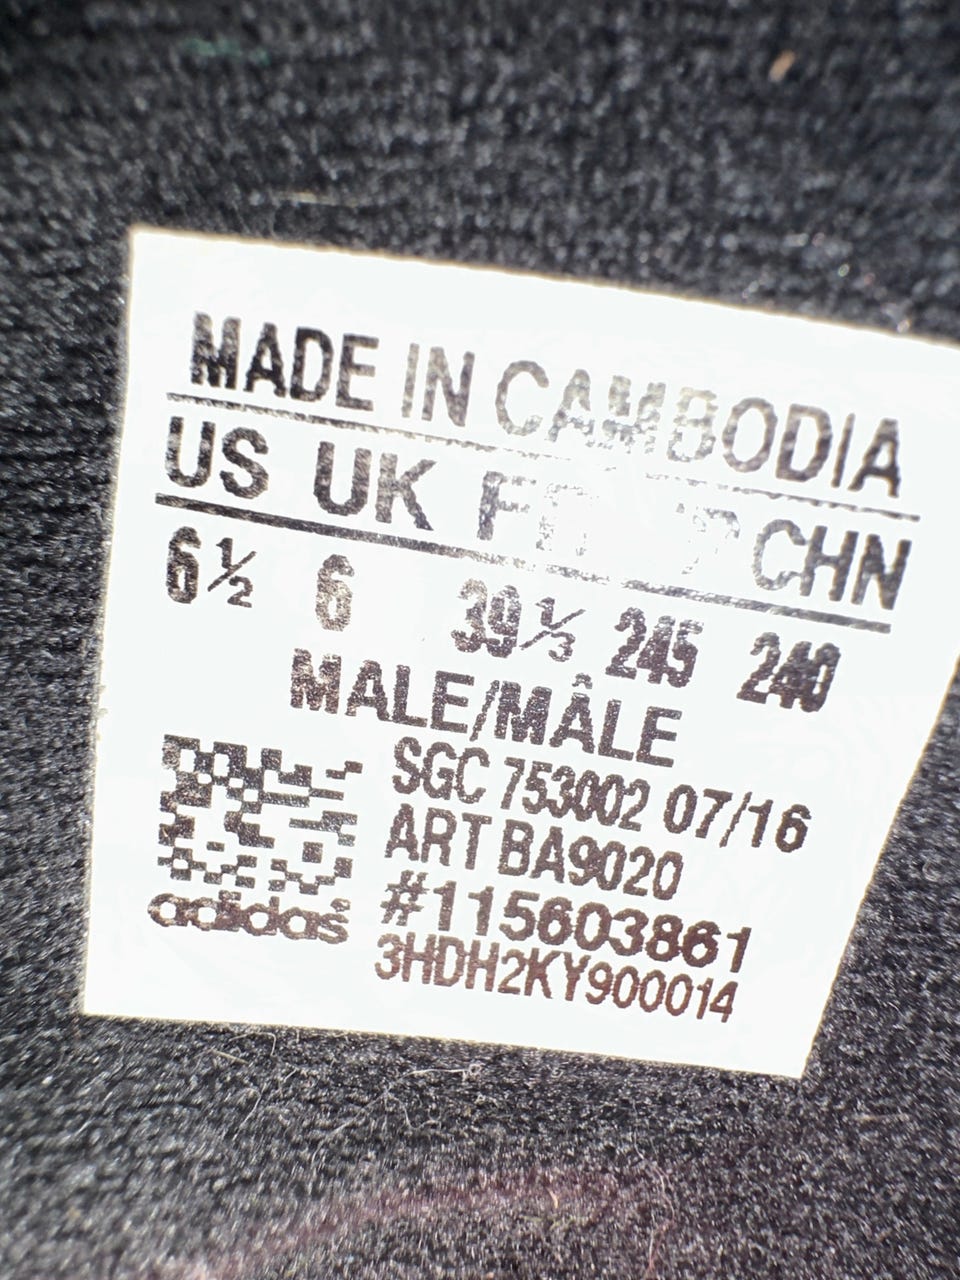 MADE IN CAMBODIA
US UK FR CHN
6½ 6 39⅓ 245 240
MALE/MÂLE
SGC 753002 07/16
ART BA9020
#115603861
3HDH2KY900014
adidas